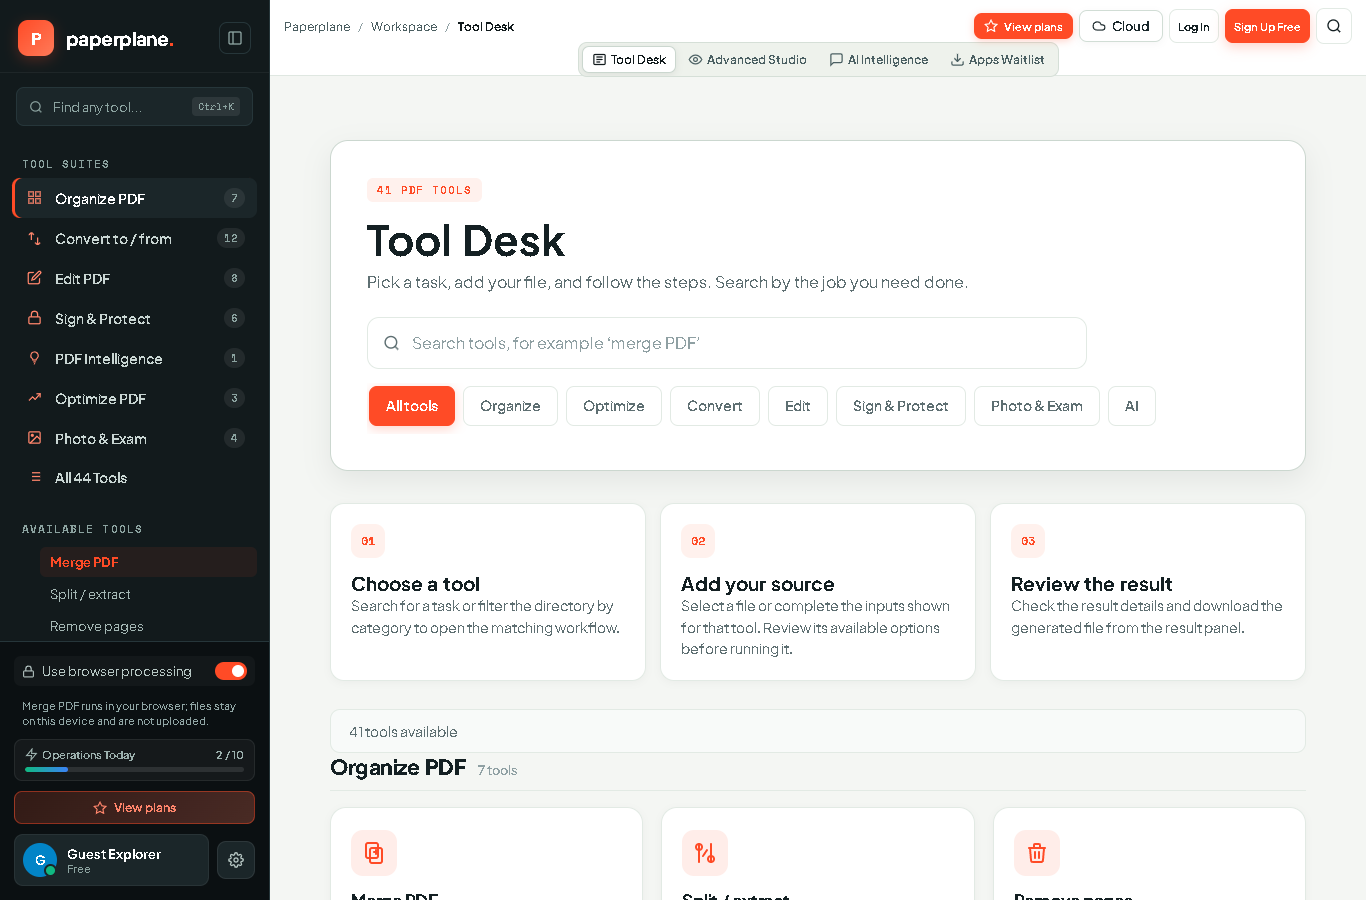 P paperplane.
Find any tool...
Ctrl+K
TOOL SUITES
Organize PDF 7
Convert to / from 12
Edit PDF 8
Sign & Protect 6
PDF Intelligence 1
Optimize PDF 3
Photo & Exam 4
All 44 Tools
AVAILABLE TOOLS
Merge PDF
Split / extract
Remove pages
Use browser processing
Merge PDF runs in your browser; files stay
on this device and are not uploaded.
Operations Today 2 / 10
View plans
G
Guest Explorer
Free
Paperplane / Workspace / Tool Desk
View plans
Cloud
Log In
Sign Up Free
Tool Desk
Advanced Studio
AI Intelligence
Apps Waitlist
41 PDF TOOLS
Tool Desk
Pick a task, add your file, and follow the steps. Search by the job you need done.
Search tools, for example ‘merge PDF’
All tools
Organize
Optimize
Convert
Edit
Sign & Protect
Photo & Exam
AI
01
Choose a tool
Search for a task or filter the directory by
category to open the matching workflow.
02
Add your source
Select a file or complete the inputs shown
for that tool. Review its available options
before running it.
03
Review the result
Check the result details and download the
generated file from the result panel.
41 tools available
Organize PDF 7 tools
Merge PDF
Split / extract
Remove pages